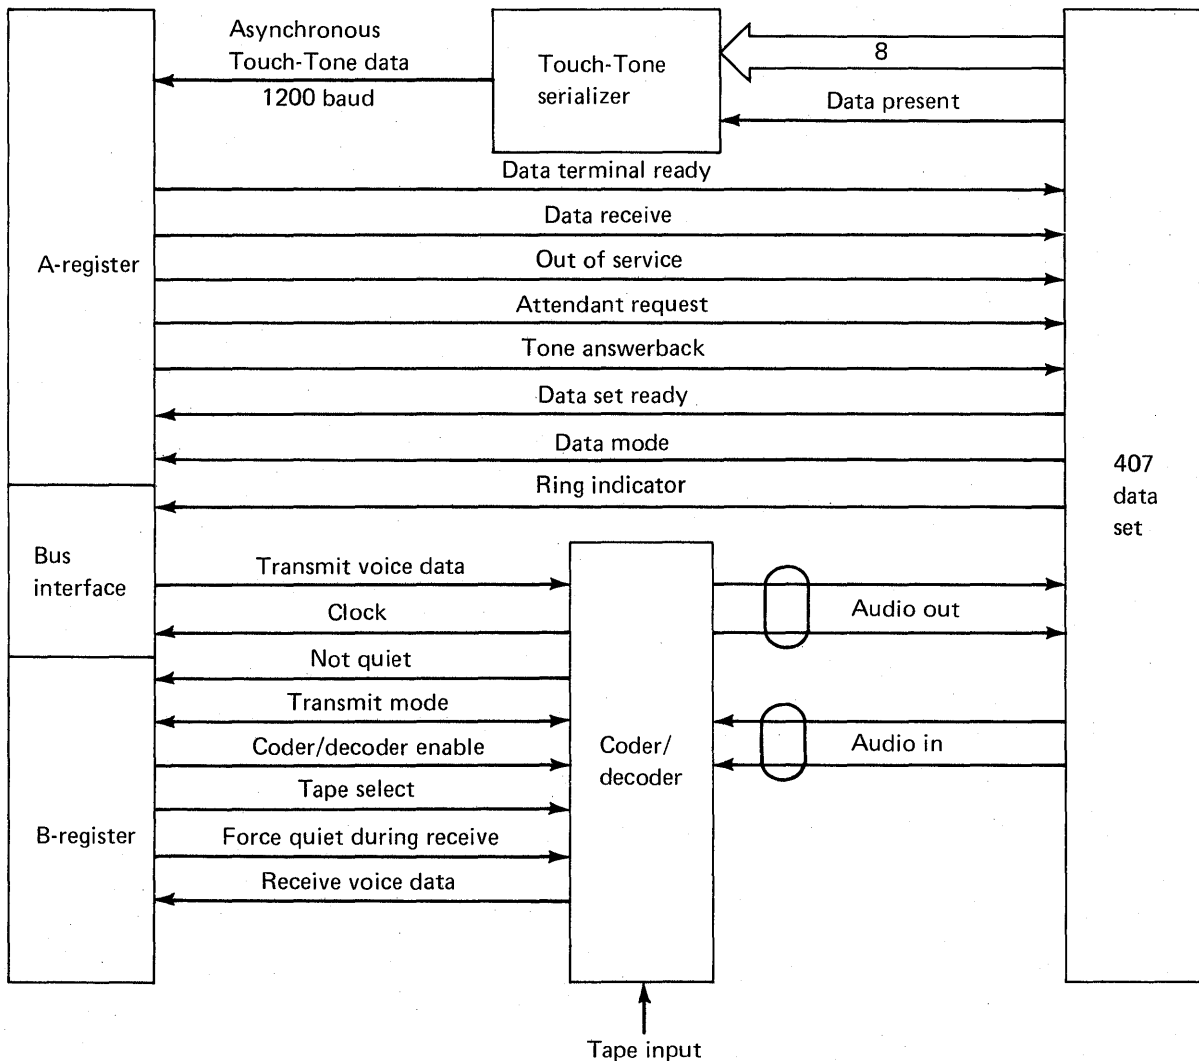 Asynchronous
Touch-Tone data
1200 baud
Touch-Tone
serializer
8
Data present
Data terminal ready
Data receive
Out of service
A-register
Attendant request
Tone answerback
Data set ready
Data mode
Ring indicator
407
data
set
Bus
interface
Transmit voice data
Clock
Audio out
Not quiet
Transmit mode
Coder/decoder enable
Coder/
decoder
Audio in
Tape select
B-register
Force quiet during receive
Receive voice data
Tape input